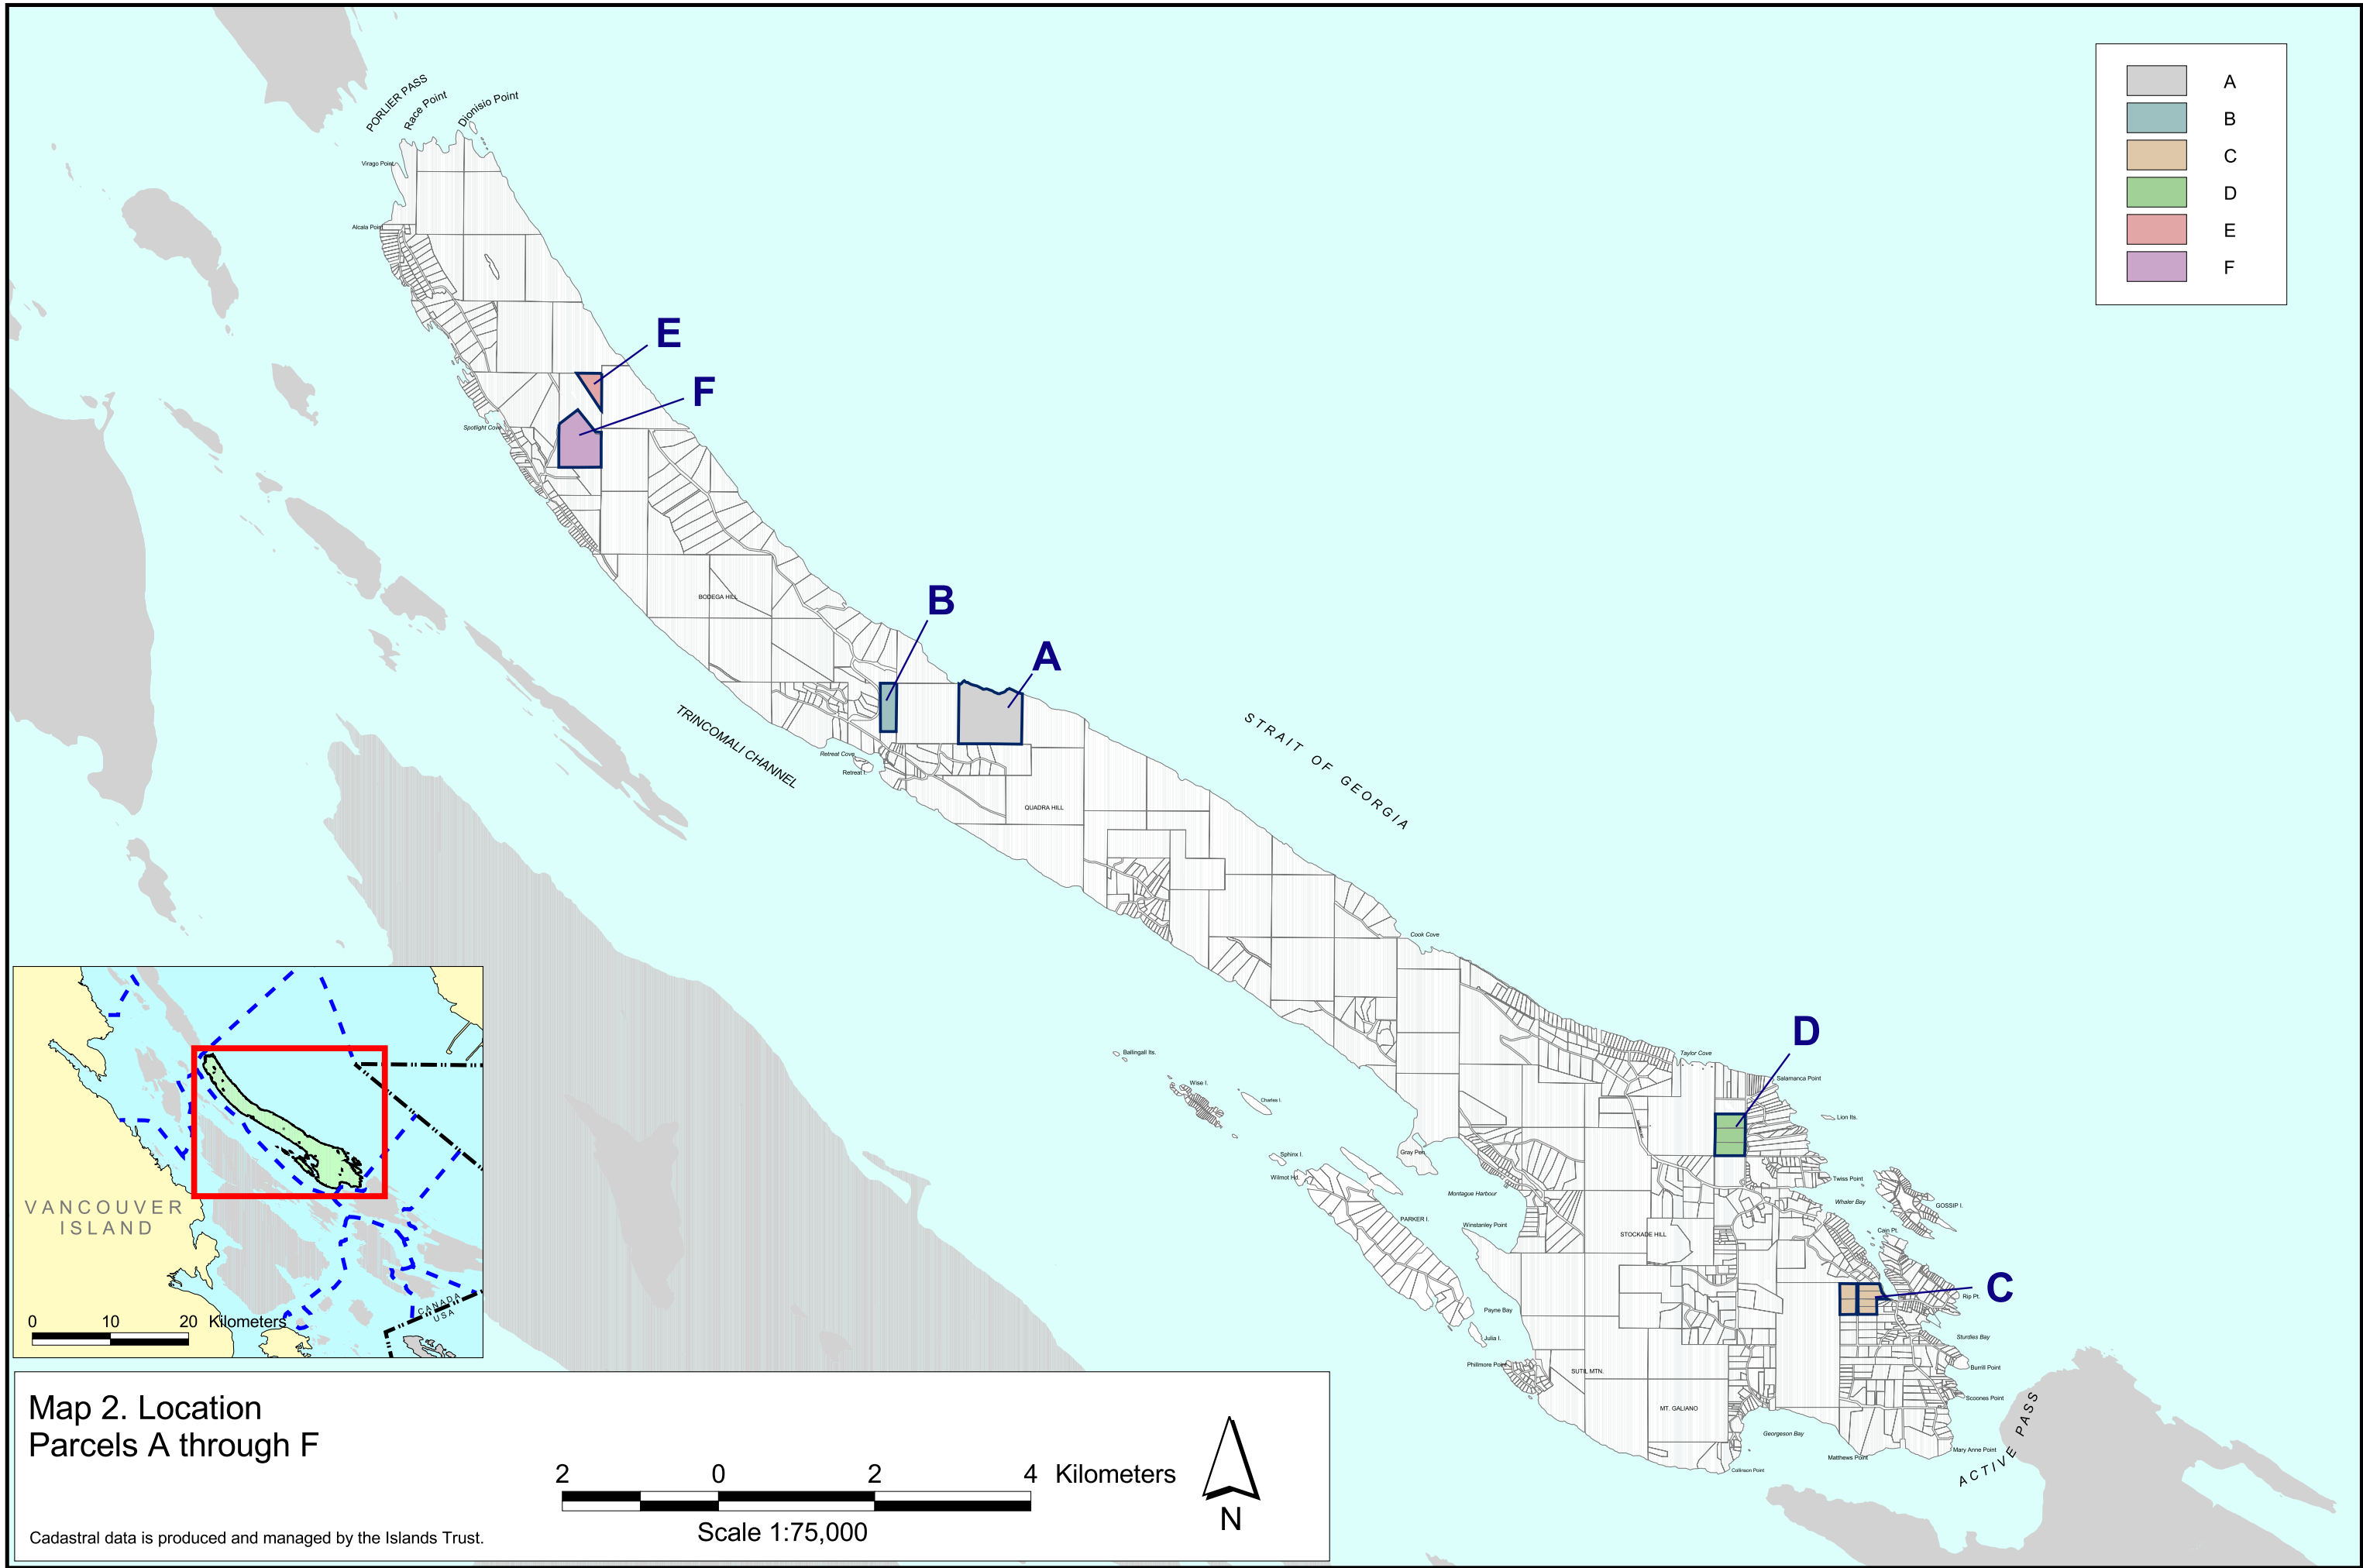 PORLIER PASS
Race Point
Dionisio Point
Virago Point
Alcala Point
A
B
C
D
E
F
E
F
Spotlight Cove
BODEGA HILL
B
A
TRINCOMALI CHANNEL
STRAIT OF GEORGIA
Retreat Cove
Retreat I.
QUADRA HILL
Cook Cove
D
Taylor Cove
Salamanca Point
Ballingall Its.
Wise I.
Charles I.
Lion Its.
Sphinx I.
Wilmot Hd.
Gray Pen.
Montague Harbour
Twiss Point
Whaler Bay
GOSSIP I.
PARKER I.
Winstanley Point
STOCKADE HILL
Cain Pt.
C
Rip Pt.
Payne Bay
Julia I.
Sturdies Bay
Philimore Point
SUTIL MTN.
Burrill Point
Scoones Point
MT. GALIANO
Georgeson Bay
Matthews Point
Mary Anne Point
Collinson Point
ACTIVE PASS
VANCOUVER
ISLAND
CANADA
USA
0 10 20 Kilometers
Map 2. Location
Parcels A through F
2 0 2 4 Kilometers
Scale 1:75,000
N
Cadastral data is produced and managed by the Islands Trust.